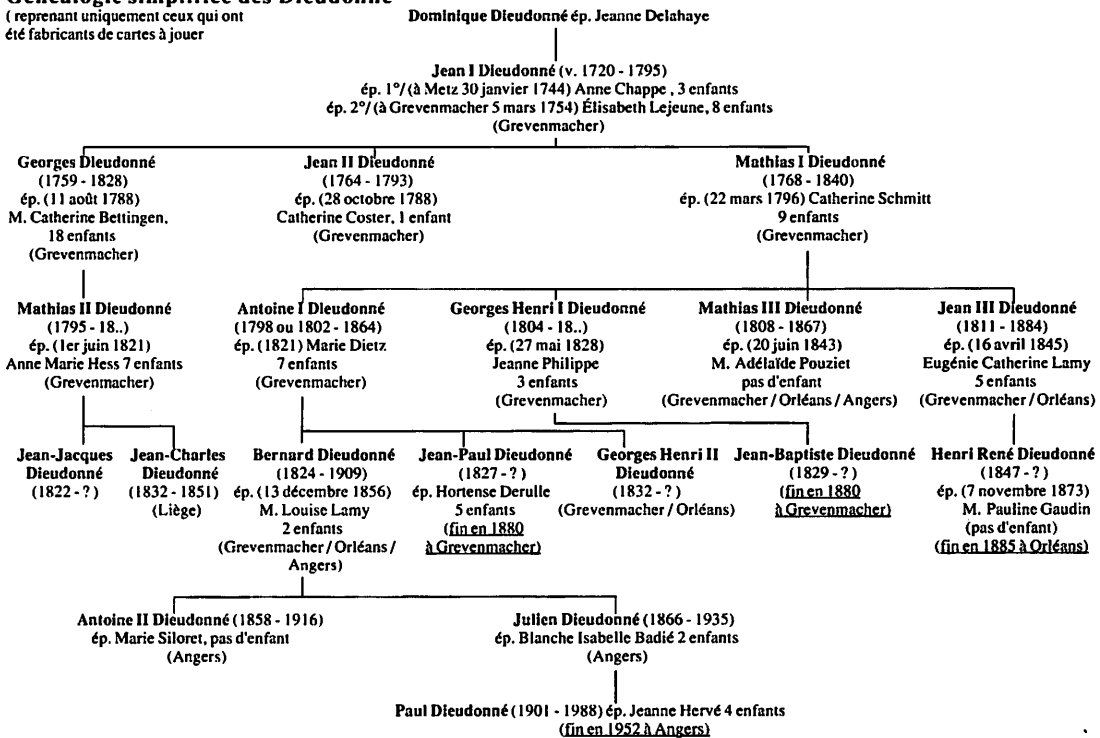 Généalogie simplifiée des Dieudonné
( reprenant uniquement ceux qui ont
été fabricants de cartes à jouer
Dominique Dieudonné ép. Jeanne Delahaye
Jean I Dieudonné (v. 1720 - 1795)
ép. 1°/ (à Metz 30 janvier 1744) Anne Chappe , 3 enfants
ép. 2°/ (à Grevenmacher 5 mars 1754) Élisabeth Lejeune, 8 enfants
(Grevenmacher)
Georges Dieudonné
(1759 - 1828)
ép. (11 août 1788)
M. Catherine Bettingen,
18 enfants
(Grevenmacher)
Jean II Dieudonné
(1764 - 1793)
ép. (28 octobre 1788)
Catherine Coster, 1 enfant
(Grevenmacher)
Mathias I Dieudonné
(1768 - 1840)
ép. (22 mars 1796) Catherine Schmitt
9 enfants
(Grevenmacher)
Mathias II Dieudonné
(1795 - 18..)
ép. (1er juin 1821)
Anne Marie Hess 7 enfants
(Grevenmacher)
Antoine I Dieudonné
(1798 ou 1802 - 1864)
ép. (1821) Marie Dietz
7 enfants
(Grevenmacher)
Georges Henri I Dieudonné
(1804 - 18..)
ép. (27 mai 1828)
Jeanne Philippe
3 enfants
(Grevenmacher)
Mathias III Dieudonné
(1808 - 1867)
ép. (20 juin 1843)
M. Adélaïde Pouziet
pas d'enfant
(Grevenmacher / Orléans / Angers)
Jean III Dieudonné
(1811 - 1884)
ép. (16 avril 1845)
Eugénie Catherine Lamy
5 enfants
(Grevenmacher / Orléans)
Jean-Jacques
Dieudonné
(1822 - ?)
Jean-Charles
Dieudonné
(1832 - 1851)
(Liège)
Bernard Dieudonné
(1824 - 1909)
ép. (13 décembre 1856)
M. Louise Lamy
2 enfants
(Grevenmacher / Orléans /
Angers)
Jean-Paul Dieudonné
(1827 - ?)
ép. Hortense Derulle
5 enfants
(fin en 1880
à Grevenmacher)
Georges Henri II
Dieudonné
(1832 - ?)
(Grevenmacher / Orléans)
Jean-Baptiste Dieudonné
(1829 - ?)
(fin en 1880
à Grevenmacher)
Henri René Dieudonné
(1847 - ?)
ép. (7 novembre 1873)
M. Pauline Gaudin
(pas d'enfant)
(fin en 1885 à Orléans)
Antoine II Dieudonné (1858 - 1916)
ép. Marie Siloret, pas d'enfant
(Angers)
Julien Dieudonné (1866 - 1935)
ép. Blanche Isabelle Badié 2 enfants
(Angers)
Paul Dieudonné (1901 - 1988) ép. Jeanne Hervé 4 enfants
(fin en 1952 à Angers)